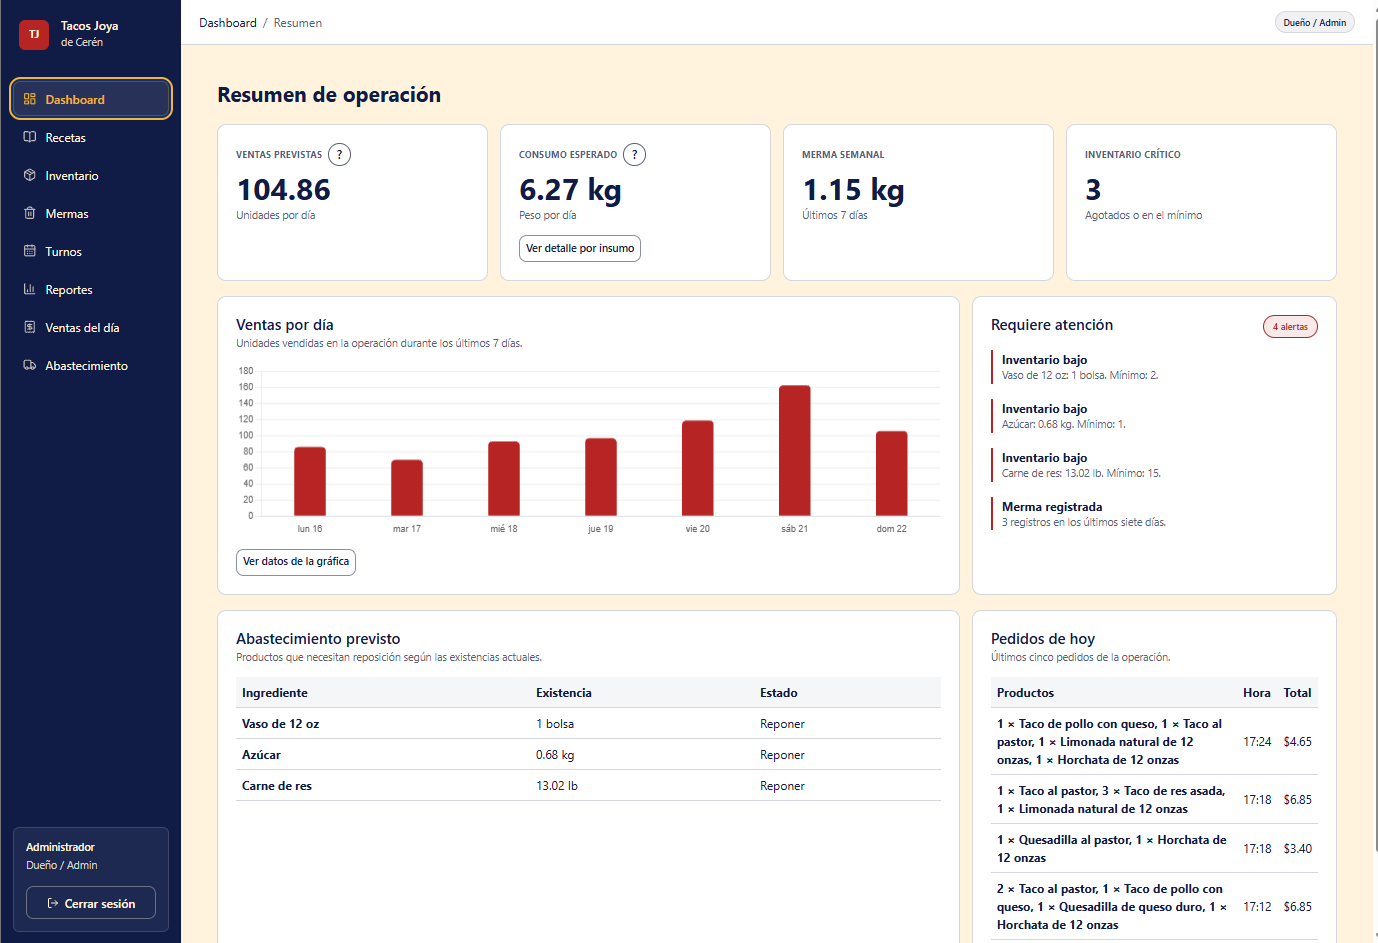 TJ
Tacos Joya
de Cerén
Dashboard
Recetas
Inventario
Mermas
Turnos
Reportes
Ventas del día
Abastecimiento
Administrador
Dueño / Admin
Cerrar sesión
Dashboard / Resumen
Dueño / Admin
Resumen de operación
VENTAS PREVISTAS ?
104.86
Unidades por día
CONSUMO ESPERADO ?
6.27 kg
Peso por día
Ver detalle por insumo
MERMA SEMANAL
1.15 kg
Últimos 7 días
INVENTARIO CRÍTICO
3
Agotados o en el mínimo
Ventas por día
Unidades vendidas en la operación durante los últimos 7 días.
180
160
140
120
100
80
60
40
20
0
lun 16 mar 17 mié 18 jue 19 vie 20 sáb 21 dom 22
Ver datos de la gráfica
Requiere atención
4 alertas
Inventario bajo
Vaso de 12 oz: 1 bolsa. Mínimo: 2.
Inventario bajo
Azúcar: 0.68 kg. Mínimo: 1.
Inventario bajo
Carne de res: 13.02 lb. Mínimo: 15.
Merma registrada
3 registros en los últimos siete días.
Abastecimiento previsto
Productos que necesitan reposición según las existencias actuales.
Ingrediente Existencia Estado
Vaso de 12 oz 1 bolsa Reponer
Azúcar 0.68 kg Reponer
Carne de res 13.02 lb Reponer
Pedidos de hoy
Últimos cinco pedidos de la operación.
Productos Hora Total
1 × Taco de pollo con queso, 1 × Taco al
pastor, 1 × Limonada natural de 12 17:24 $4.65
onzas, 1 × Horchata de 12 onzas
1 × Taco al pastor, 3 × Taco de res asada, 17:18 $6.85
1 × Limonada natural de 12 onzas
1 × Quesadilla al pastor, 1 × Horchata de 17:18 $3.40
12 onzas
2 × Taco al pastor, 1 × Taco de pollo con
queso, 1 × Quesadilla de queso duro, 1 × 17:12 $6.85
Horchata de 12 onzas